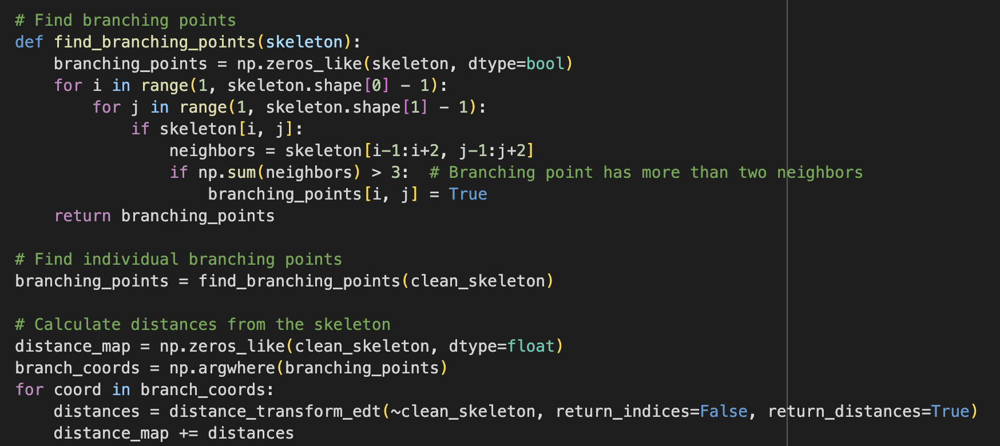 # Find branching points
def find_branching_points(skeleton):
    branching_points = np.zeros_like(skeleton, dtype=bool)
    for i in range(1, skeleton.shape[0] - 1):
        for j in range(1, skeleton.shape[1] - 1):
            if skeleton[i, j]:
                neighbors = skeleton[i-1:i+2, j-1:j+2]
                if np.sum(neighbors) > 3:  # Branching point has more than two neighbors
                    branching_points[i, j] = True
    return branching_points

# Find individual branching points
branching_points = find_branching_points(clean_skeleton)

# Calculate distances from the skeleton
distance_map = np.zeros_like(clean_skeleton, dtype=float)
branch_coords = np.argwhere(branching_points)
for coord in branch_coords:
    distances = distance_transform_edt(~clean_skeleton, return_indices=False, return_distances=True)
    distance_map += distances